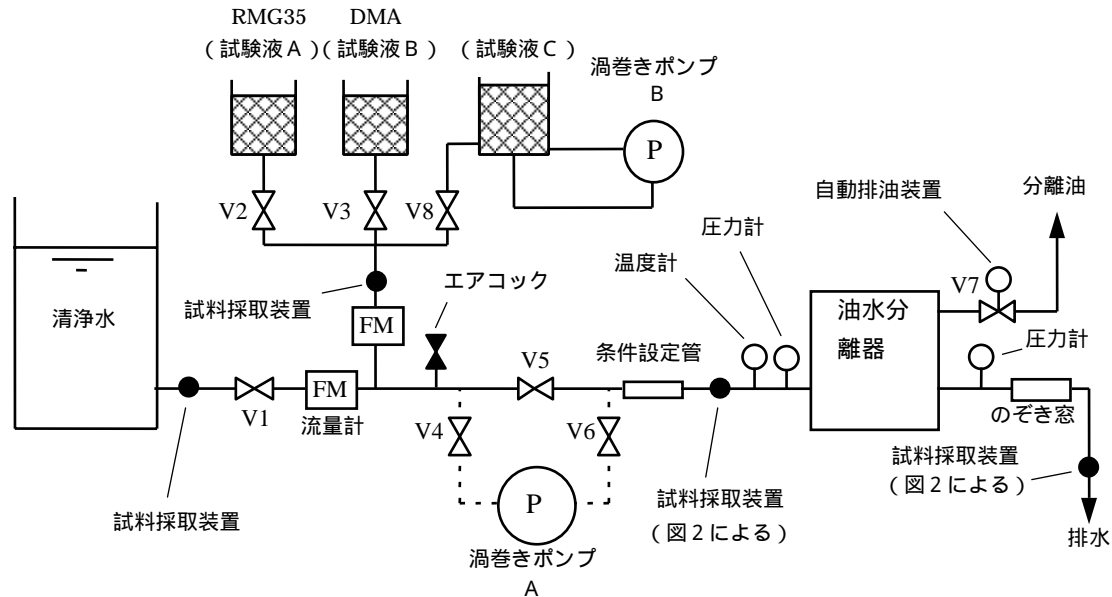 RMG35
(試験液A)
DMA
(試験液B)
(試験液C)
渦巻きポンプ
B
P
V2
V3
V8
自動排油装置
分離油
圧力計
温度計
エアコック
試料採取装置
清浄水
FM
V7
油水分
離器
圧力計
条件設定管
V5
FM
V1
流量計
V4
V6
のぞき窓
P
試料採取装置
試料採取装置
(図2による)
試料採取装置
(図2による)
排水
渦巻きポンプ
A